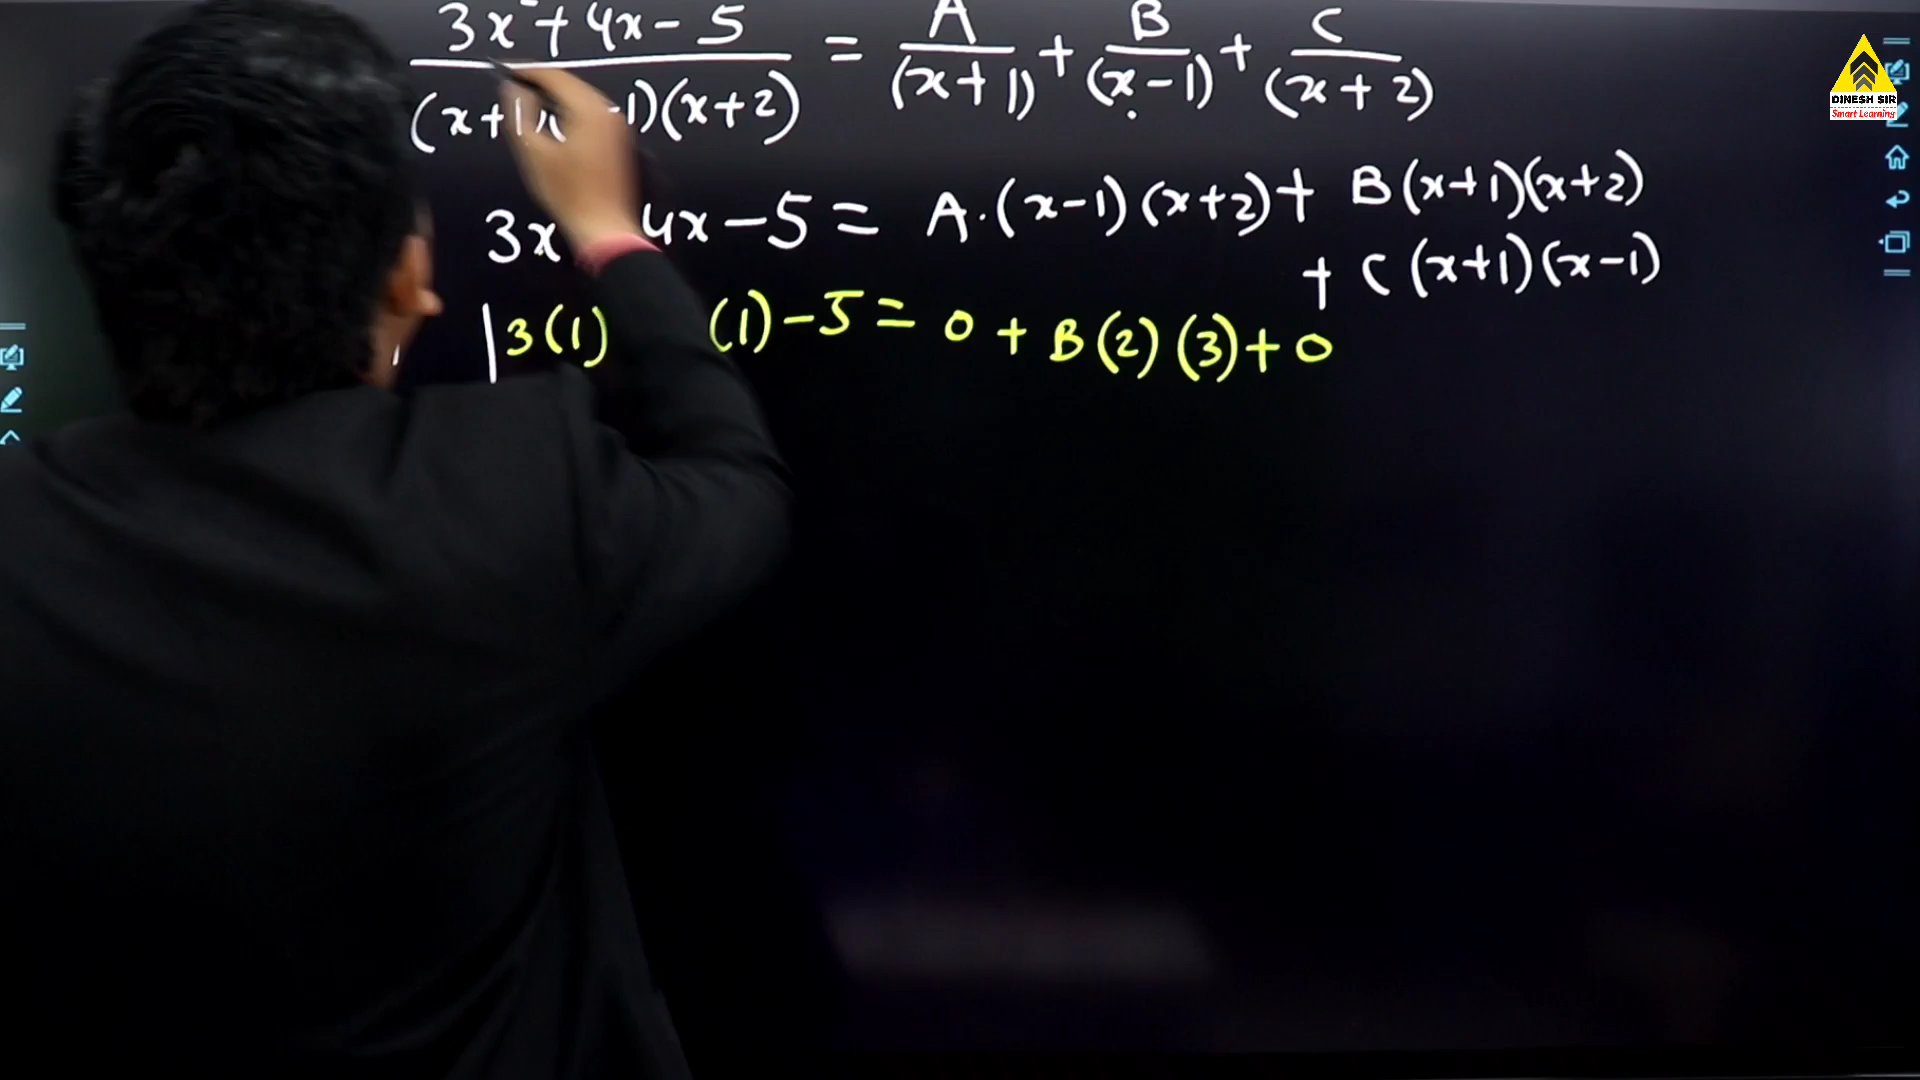 3x²+ 4x - 5 = A + B + C
(x+1)( -1)(x+2) (x+1) (x-1) (x+2)
3x 4x - 5 = A.(x-1)(x+2)+ B(x+1)(x+2)
+ C(x+1)(x-1)
3(1) (1) - 5 = 0 + B(2)(3)+ 0
DINESH SIR
Smart Learning